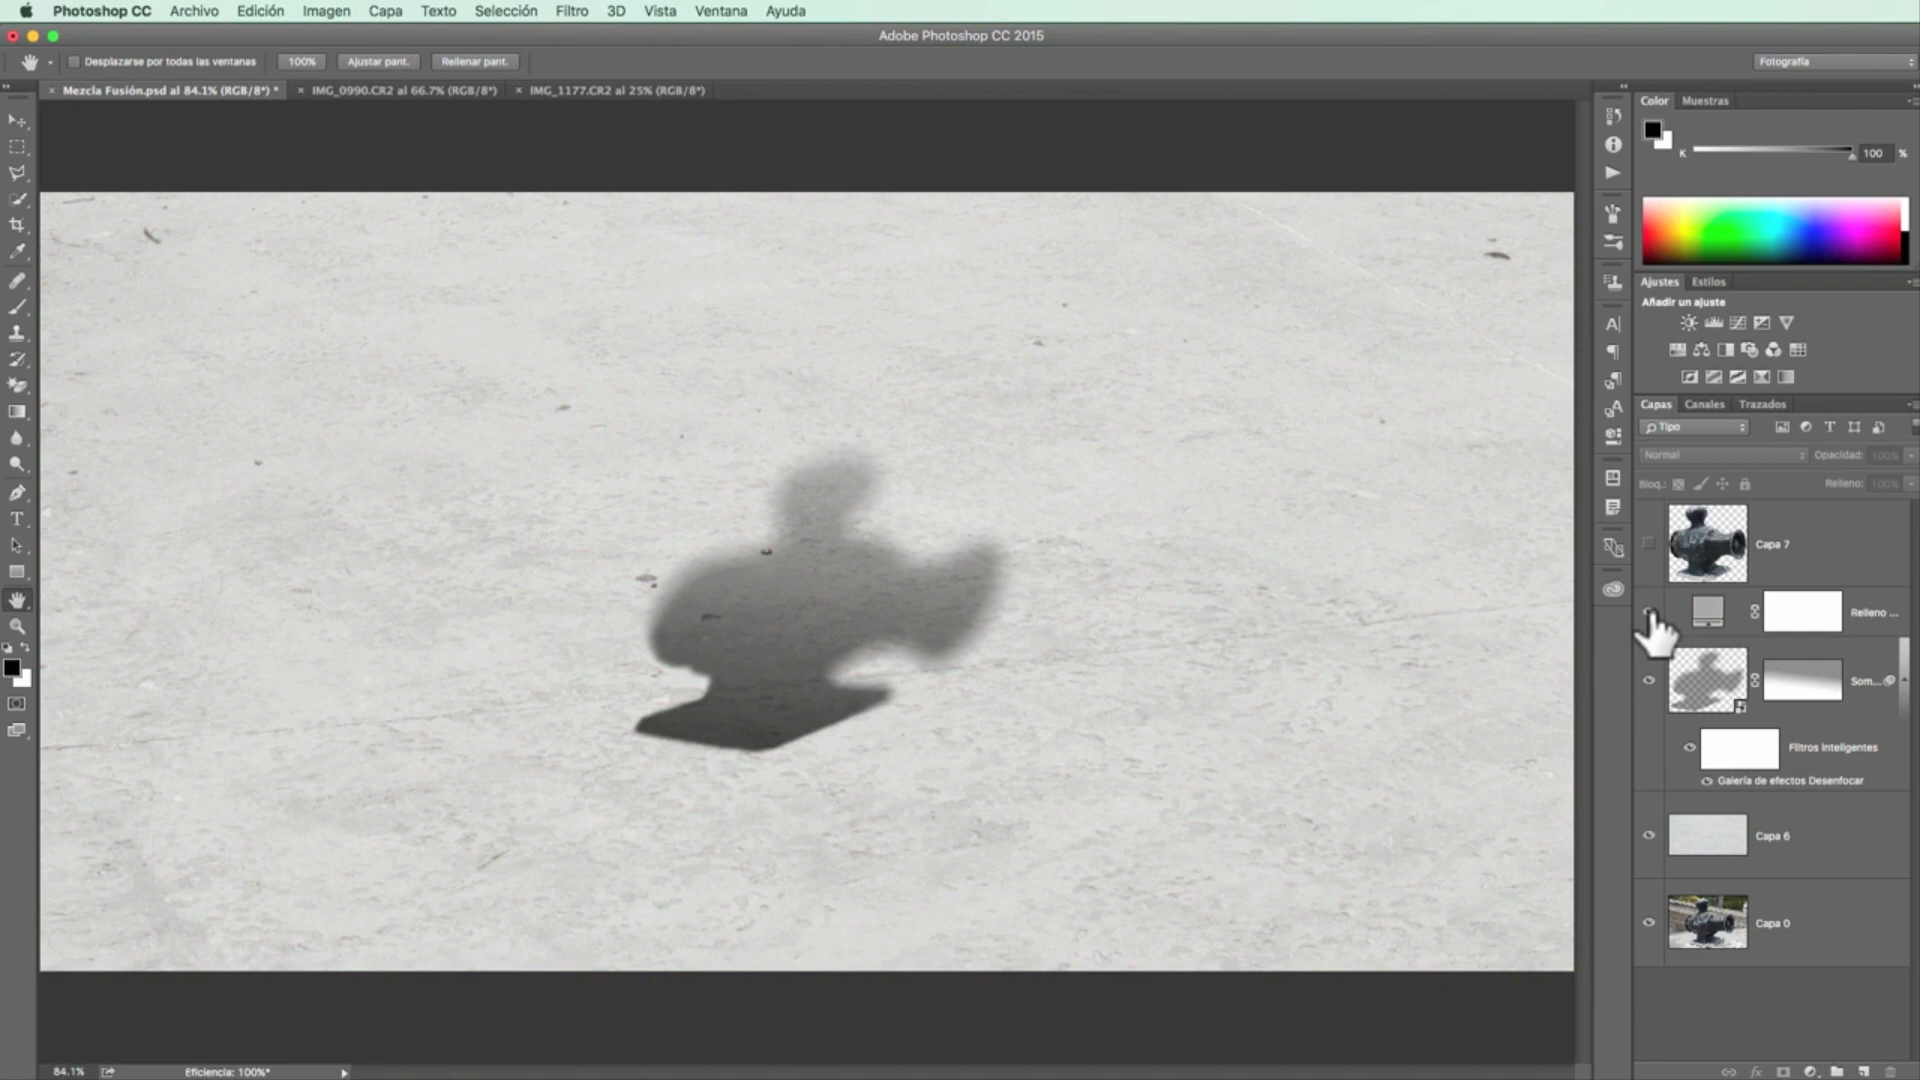 Photoshop CC Archivo Edición Imagen Capa Texto Selección Filtro 3D Vista Ventana Ayuda
Adobe Photoshop CC 2015
Desplazarse por todas las ventanas 100% Ajustar pant. Rellenar pant. Fotografía
× Mezcla Fusión.psd al 84.1% (RGB/8*) * × IMG_0990.CR2 al 66.7% (RGB/8*) × IMG_1177.CR2 al 25% (RGB/8*)
Color Muestras
K 100 %
Ajustes Estilos
Añadir un ajuste
Capas Canales Trazados
Tipo
Normal Opacidad: 100%
Bloq.: Relleno: 100%
Capa 7
Relleno ...
Som...
Filtros inteligentes
Galería de efectos Desenfocar
Capa 6
Capa 0
84.1% Eficiencia: 100%*